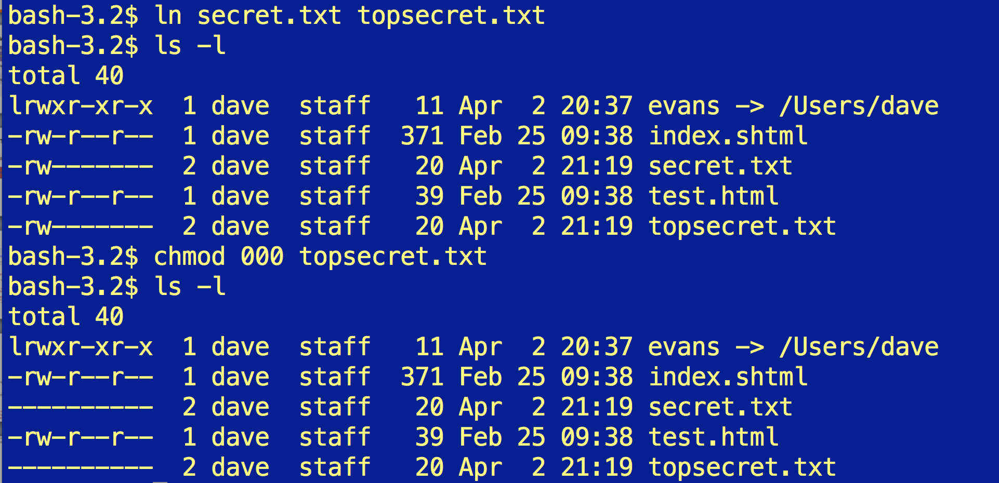 bash-3.2$ ln secret.txt topsecret.txt
bash-3.2$ ls -l
total 40
lrwxr-xr-x  1 dave  staff   11 Apr  2 20:37 evans -> /Users/dave
-rw-r--r--  1 dave  staff  371 Feb 25 09:38 index.shtml
-rw-------  2 dave  staff   20 Apr  2 21:19 secret.txt
-rw-r--r--  1 dave  staff   39 Feb 25 09:38 test.html
-rw-------  2 dave  staff   20 Apr  2 21:19 topsecret.txt
bash-3.2$ chmod 000 topsecret.txt
bash-3.2$ ls -l
total 40
lrwxr-xr-x  1 dave  staff   11 Apr  2 20:37 evans -> /Users/dave
-rw-r--r--  1 dave  staff  371 Feb 25 09:38 index.shtml
----------  2 dave  staff   20 Apr  2 21:19 secret.txt
-rw-r--r--  1 dave  staff   39 Feb 25 09:38 test.html
----------  2 dave  staff   20 Apr  2 21:19 topsecret.txt